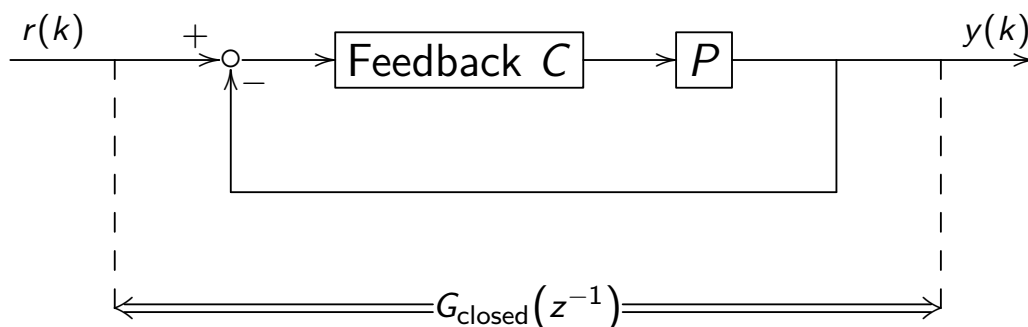 r(k) y(k)
+
−
Feedback C
P
G_closed(z^{-1})